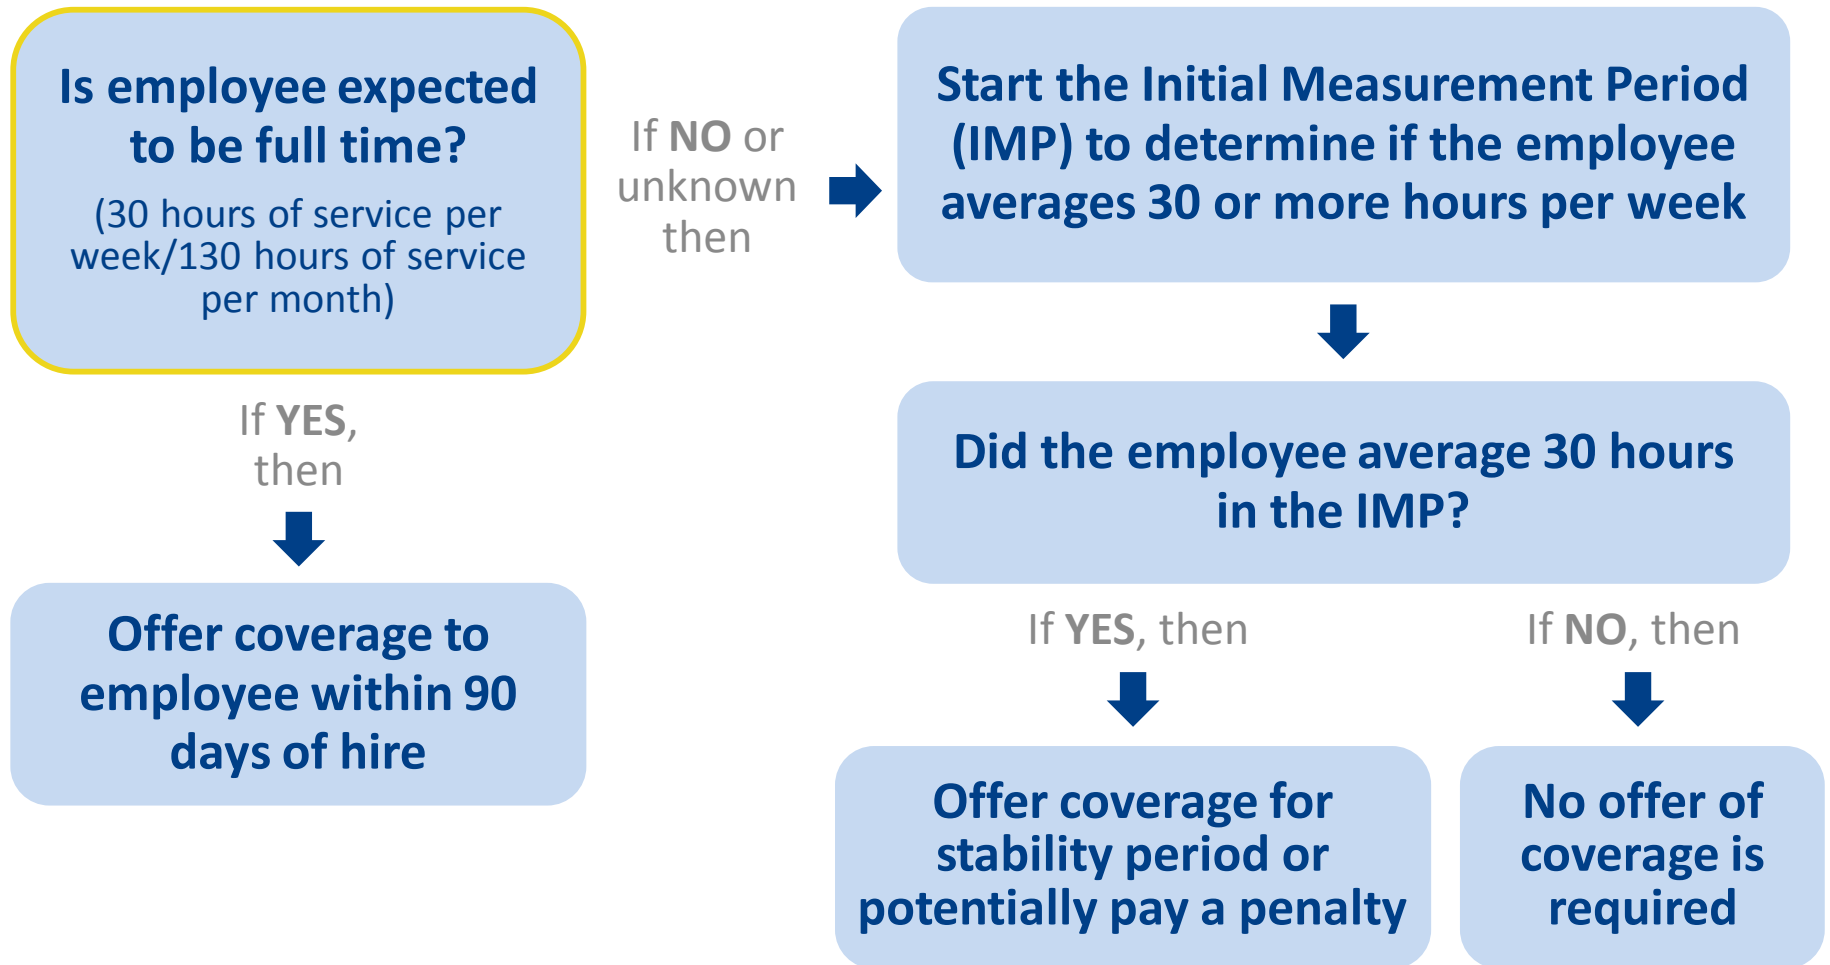 Is employee expected
to be full time?
(30 hours of service per
week/130 hours of service
per month)
If NO or
unknown
then
Start the Initial Measurement Period
(IMP) to determine if the employee
averages 30 or more hours per week
If YES,
then
Offer coverage to
employee within 90
days of hire
Did the employee average 30 hours
in the IMP?
If YES, then
Offer coverage for
stability period or
potentially pay a penalty
If NO, then
No offer of
coverage is
required